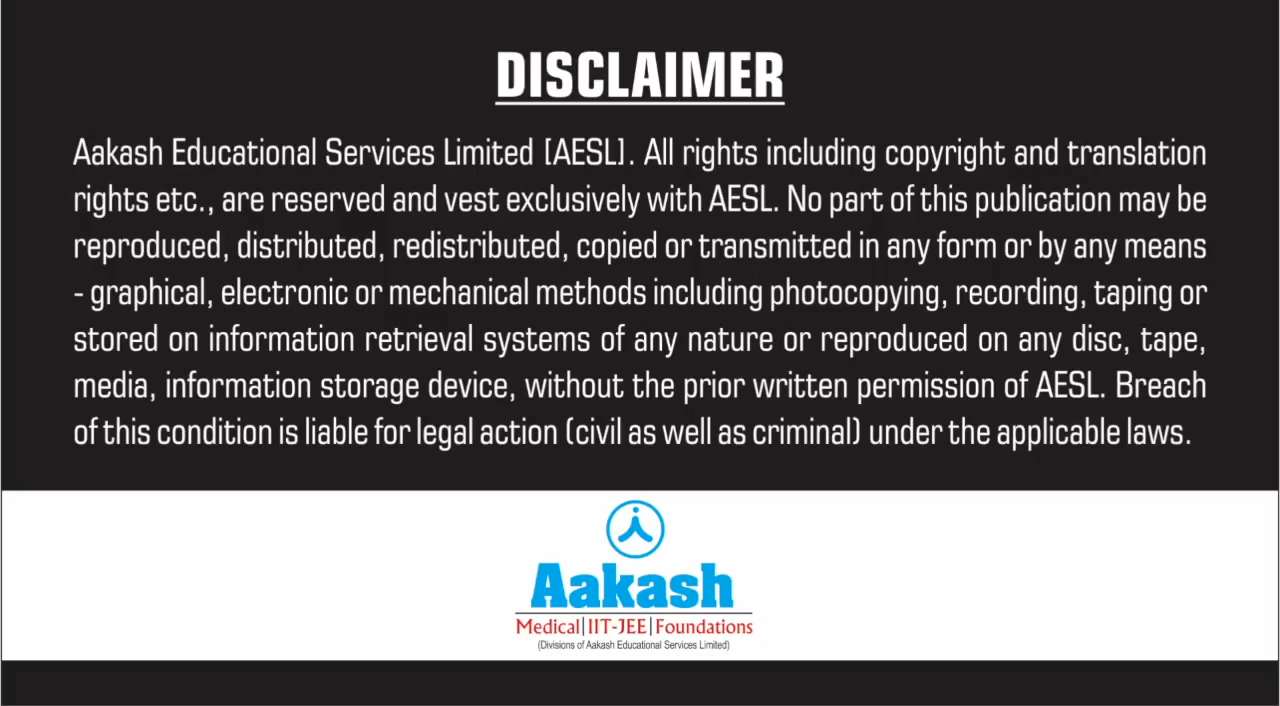 DISCLAIMER
Aakash Educational Services Limited [AESL]. All rights including copyright and translation
rights etc., are reserved and vest exclusively with AESL. No part of this publication may be
reproduced, distributed, redistributed, copied or transmitted in any form or by any means
- graphical, electronic or mechanical methods including photocopying, recording, taping or
stored on information retrieval systems of any nature or reproduced on any disc, tape,
media, information storage device, without the prior written permission of AESL. Breach
of this condition is liable for legal action (civil as well as criminal) under the applicable laws.
Aakash
Medical|IIT-JEE|Foundations
(Divisions of Aakash Educational Services Limited)